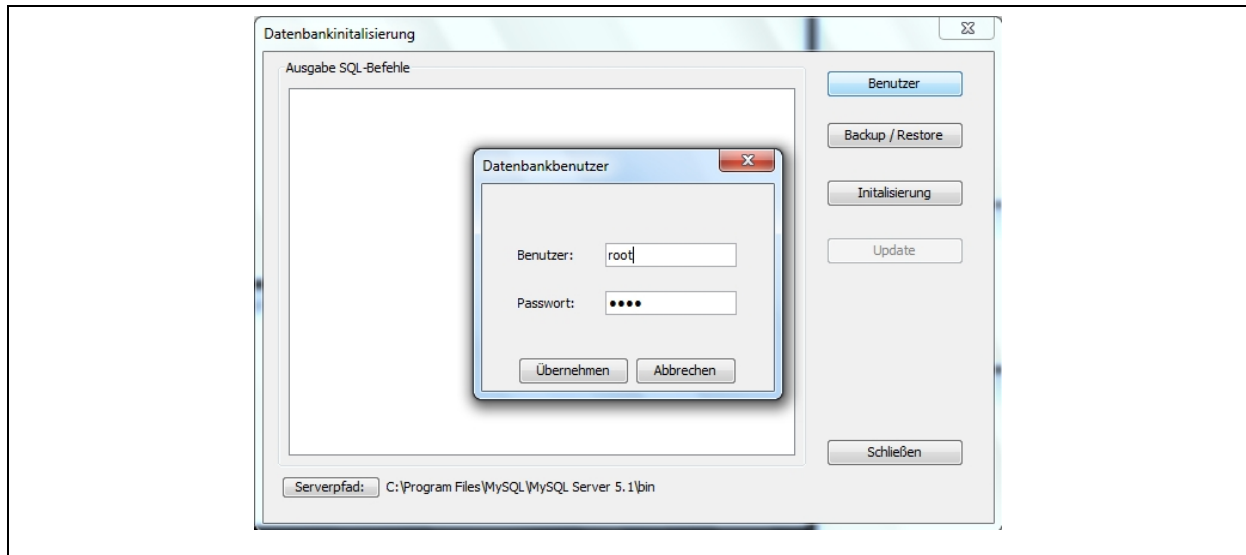 Datenbankinitalisierung
Ausgabe SQL-Befehle
Benutzer
Backup / Restore
Initalisierung
Update
Datenbankbenutzer
Benutzer: root
Passwort: ••••
Übernehmen Abbrechen
Schließen
Serverpfad: C:\Program Files\MySQL\MySQL Server 5.1\bin